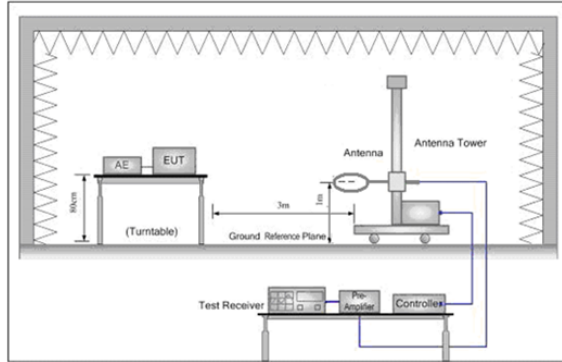 Antenna
Antenna Tower
AE
EUT
80cm
(Turntable)
3m
1m
Ground Reference Plane
Test Receiver
Pre-
Amplifier
Controller